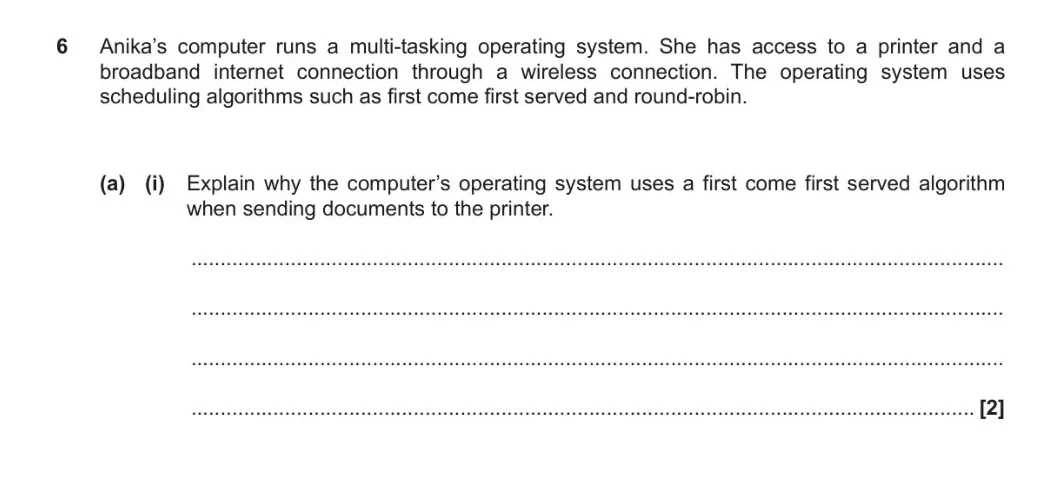 6 Anika’s computer runs a multi-tasking operating system. She has access to a printer and a
broadband internet connection through a wireless connection. The operating system uses
scheduling algorithms such as first come first served and round-robin.
(a) (i) Explain why the computer’s operating system uses a first come first served algorithm
when sending documents to the printer.
..........................................................................................................................................
..........................................................................................................................................
..........................................................................................................................................
..................................................................................................................................... [2]